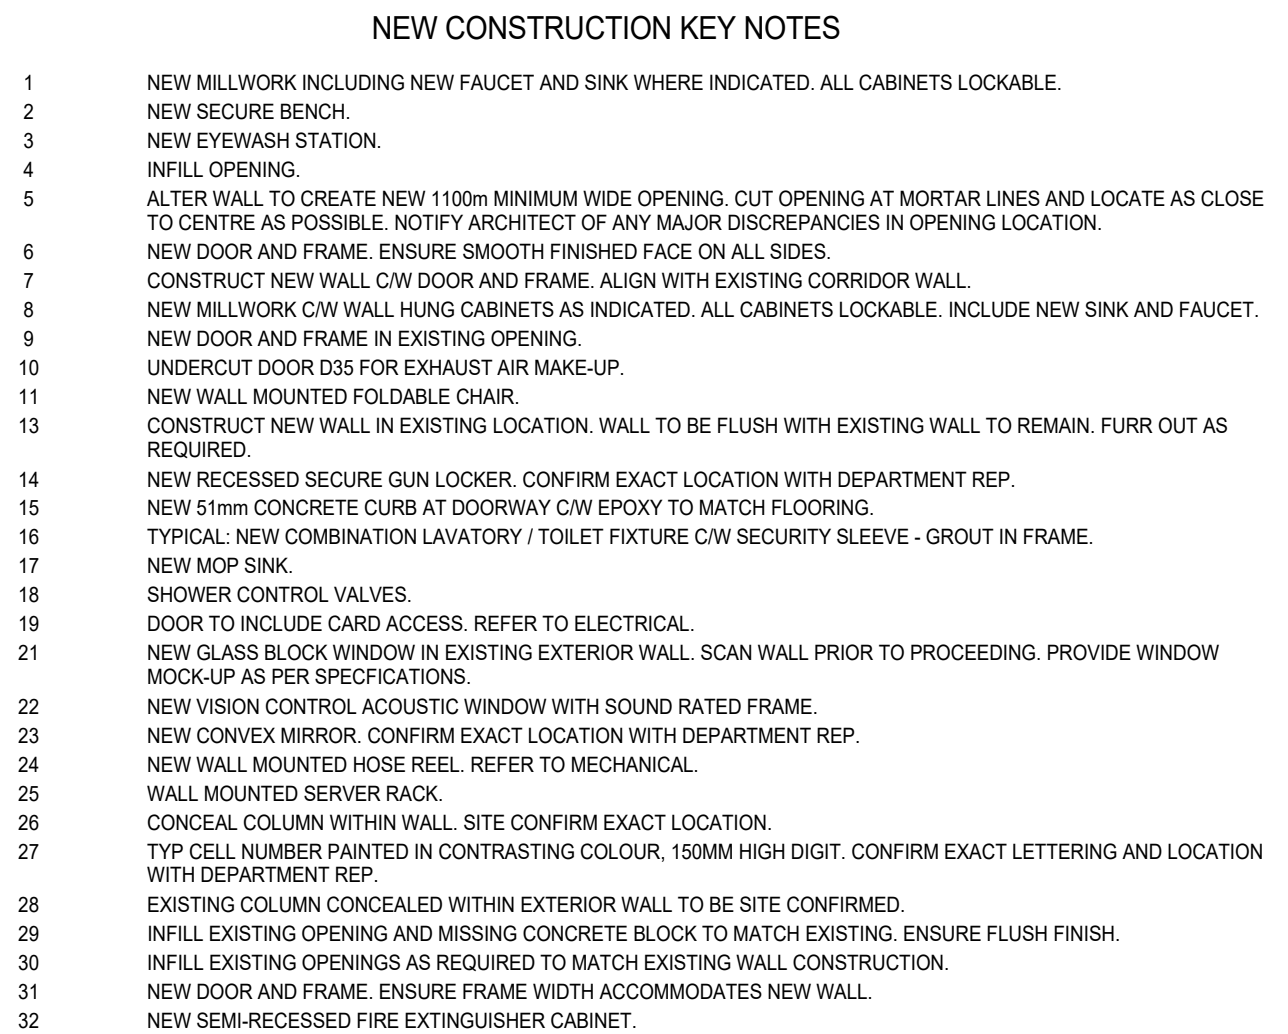 NEW CONSTRUCTION KEY NOTES
1 NEW MILLWORK INCLUDING NEW FAUCET AND SINK WHERE INDICATED. ALL CABINETS LOCKABLE.
2 NEW SECURE BENCH.
3 NEW EYEWASH STATION.
4 INFILL OPENING.
5 ALTER WALL TO CREATE NEW 1100m MINIMUM WIDE OPENING. CUT OPENING AT MORTAR LINES AND LOCATE AS CLOSE
TO CENTRE AS POSSIBLE. NOTIFY ARCHITECT OF ANY MAJOR DISCREPANCIES IN OPENING LOCATION.
6 NEW DOOR AND FRAME. ENSURE SMOOTH FINISHED FACE ON ALL SIDES.
7 CONSTRUCT NEW WALL C/W DOOR AND FRAME. ALIGN WITH EXISTING CORRIDOR WALL.
8 NEW MILLWORK C/W WALL HUNG CABINETS AS INDICATED. ALL CABINETS LOCKABLE. INCLUDE NEW SINK AND FAUCET.
9 NEW DOOR AND FRAME IN EXISTING OPENING.
10 UNDERCUT DOOR D35 FOR EXHAUST AIR MAKE-UP.
11 NEW WALL MOUNTED FOLDABLE CHAIR.
13 CONSTRUCT NEW WALL IN EXISTING LOCATION. WALL TO BE FLUSH WITH EXISTING WALL TO REMAIN. FURR OUT AS
REQUIRED.
14 NEW RECESSED SECURE GUN LOCKER. CONFIRM EXACT LOCATION WITH DEPARTMENT REP.
15 NEW 51mm CONCRETE CURB AT DOORWAY C/W EPOXY TO MATCH FLOORING.
16 TYPICAL: NEW COMBINATION LAVATORY / TOILET FIXTURE C/W SECURITY SLEEVE - GROUT IN FRAME.
17 NEW MOP SINK.
18 SHOWER CONTROL VALVES.
19 DOOR TO INCLUDE CARD ACCESS. REFER TO ELECTRICAL.
21 NEW GLASS BLOCK WINDOW IN EXISTING EXTERIOR WALL. SCAN WALL PRIOR TO PROCEEDING. PROVIDE WINDOW
MOCK-UP AS PER SPECFICATIONS.
22 NEW VISION CONTROL ACOUSTIC WINDOW WITH SOUND RATED FRAME.
23 NEW CONVEX MIRROR. CONFIRM EXACT LOCATION WITH DEPARTMENT REP.
24 NEW WALL MOUNTED HOSE REEL. REFER TO MECHANICAL.
25 WALL MOUNTED SERVER RACK.
26 CONCEAL COLUMN WITHIN WALL. SITE CONFIRM EXACT LOCATION.
27 TYP CELL NUMBER PAINTED IN CONTRASTING COLOUR, 150MM HIGH DIGIT. CONFIRM EXACT LETTERING AND LOCATION
WITH DEPARTMENT REP.
28 EXISTING COLUMN CONCEALED WITHIN EXTERIOR WALL TO BE SITE CONFIRMED.
29 INFILL EXISTING OPENING AND MISSING CONCRETE BLOCK TO MATCH EXISTING. ENSURE FLUSH FINISH.
30 INFILL EXISTING OPENINGS AS REQUIRED TO MATCH EXISTING WALL CONSTRUCTION.
31 NEW DOOR AND FRAME. ENSURE FRAME WIDTH ACCOMMODATES NEW WALL.
32 NEW SEMI-RECESSED FIRE EXTINGUISHER CABINET.